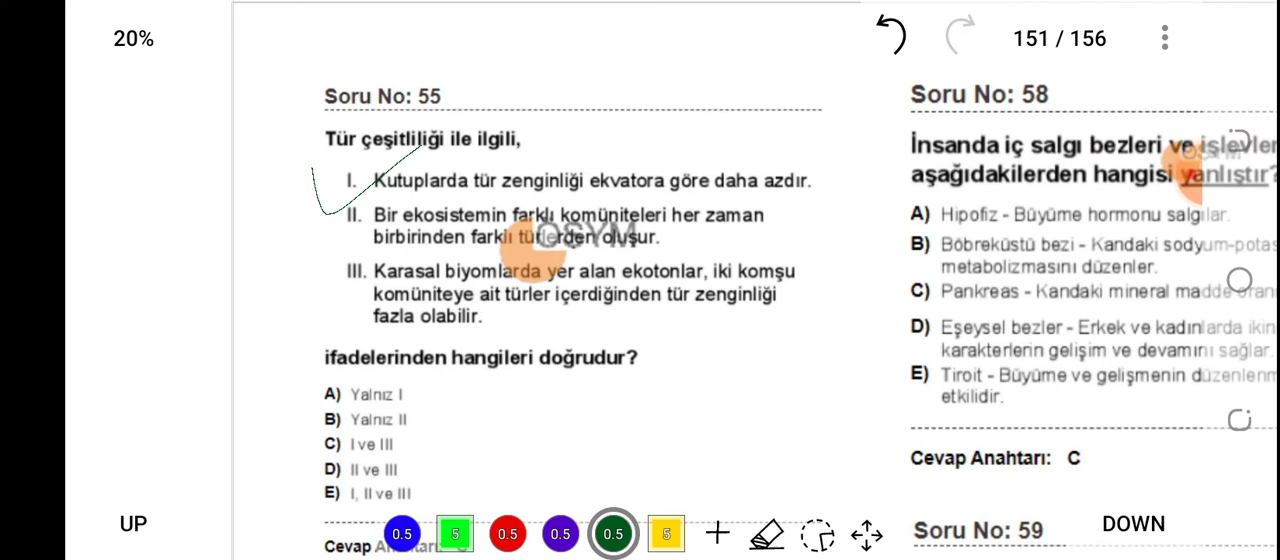 20%
151 / 156
Soru No: 55
Tür çeşitliliği ile ilgili,
I. Kutuplarda tür zenginliği ekvatora göre daha azdır.
II. Bir ekosistemin farklı komüniteleri her zaman
birbirinden farklı türlerden oluşur.
ÖSYM
III. Karasal biyomlarda yer alan ekotonlar, iki komşu
komüniteye ait türler içerdiğinden tür zenginliği
fazla olabilir.
ifadelerinden hangileri doğrudur?
A) Yalnız I
B) Yalnız II
C) I ve III
D) II ve III
E) I, II ve III
Cevap Anahtarı:
Soru No: 58
İnsanda iç salgı bezleri ve işlevler
aşağıdakilerden hangisi yanlıştır?
A) Hipofiz - Büyüme hormonu salgılar.
B) Böbreküstü bezi - Kandaki sodyum-potas
metabolizmasını düzenler.
C) Pankreas - Kandaki mineral madde oran
D) Eşeysel bezler - Erkek ve kadınlarda ikin
karakterlerin gelişim ve devamını sağlar.
E) Tiroit - Büyüme ve gelişmenin düzenlenm
etkilidir.
Cevap Anahtarı: C
Soru No: 59
UP
0.5 5 0.5 0.5 0.5 5
DOWN